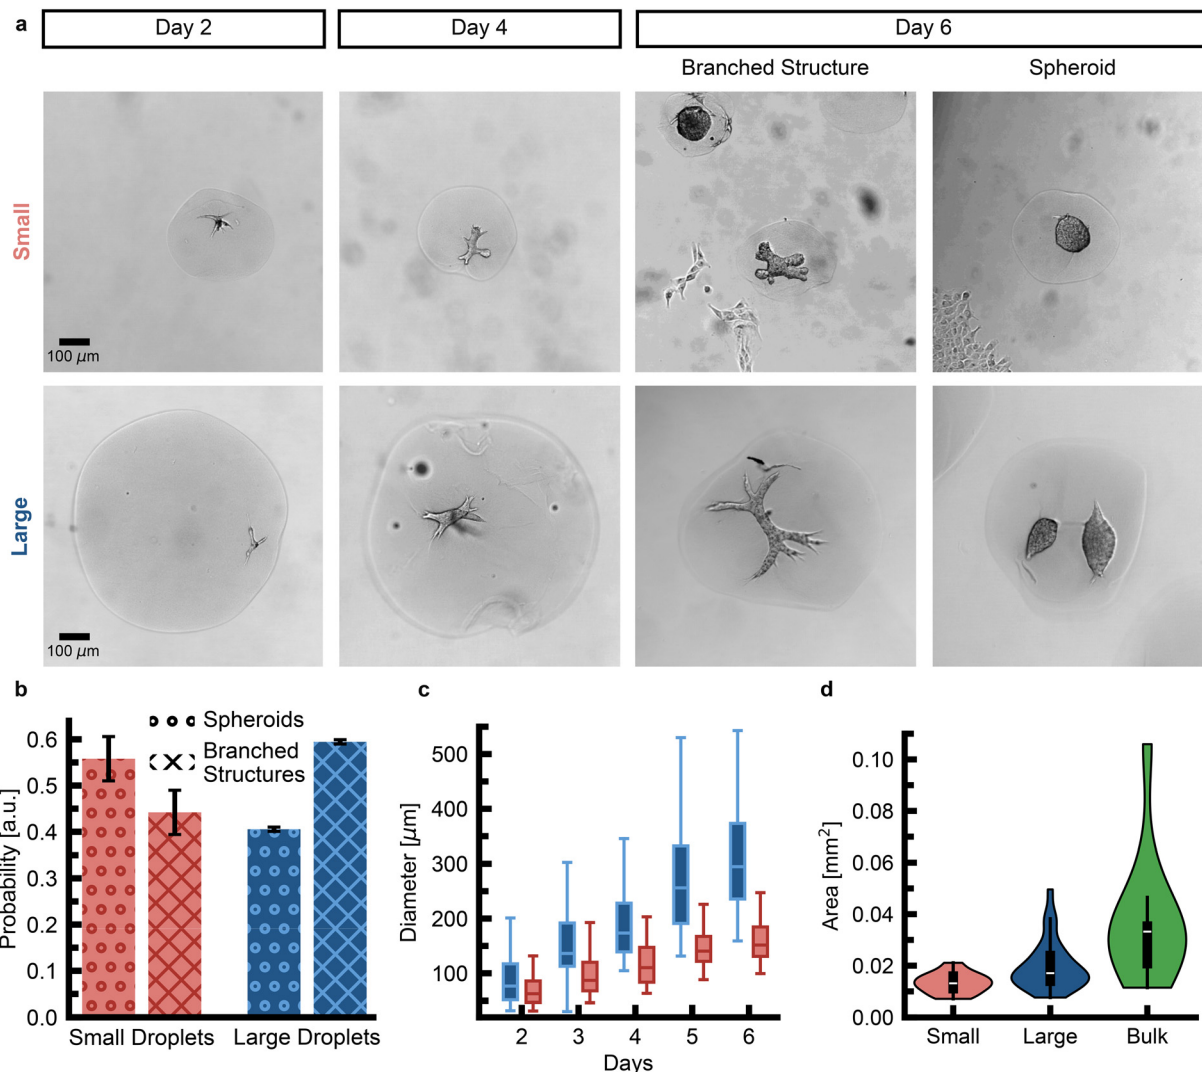 a
Day 2
Day 4
Day 6
Branched Structure
Spheroid
Small
100 µm
Large
100 µm
b
Spheroids
Branched
Structures
Probability [a.u.]
0.6
0.5
0.4
0.3
0.2
0.1
0.0
Small Droplets
Large Droplets
c
Diameter [µm]
500
400
300
200
100
2
3
4
5
6
Days
d
Area [mm²]
0.10
0.08
0.06
0.04
0.02
0.00
Small
Large
Bulk